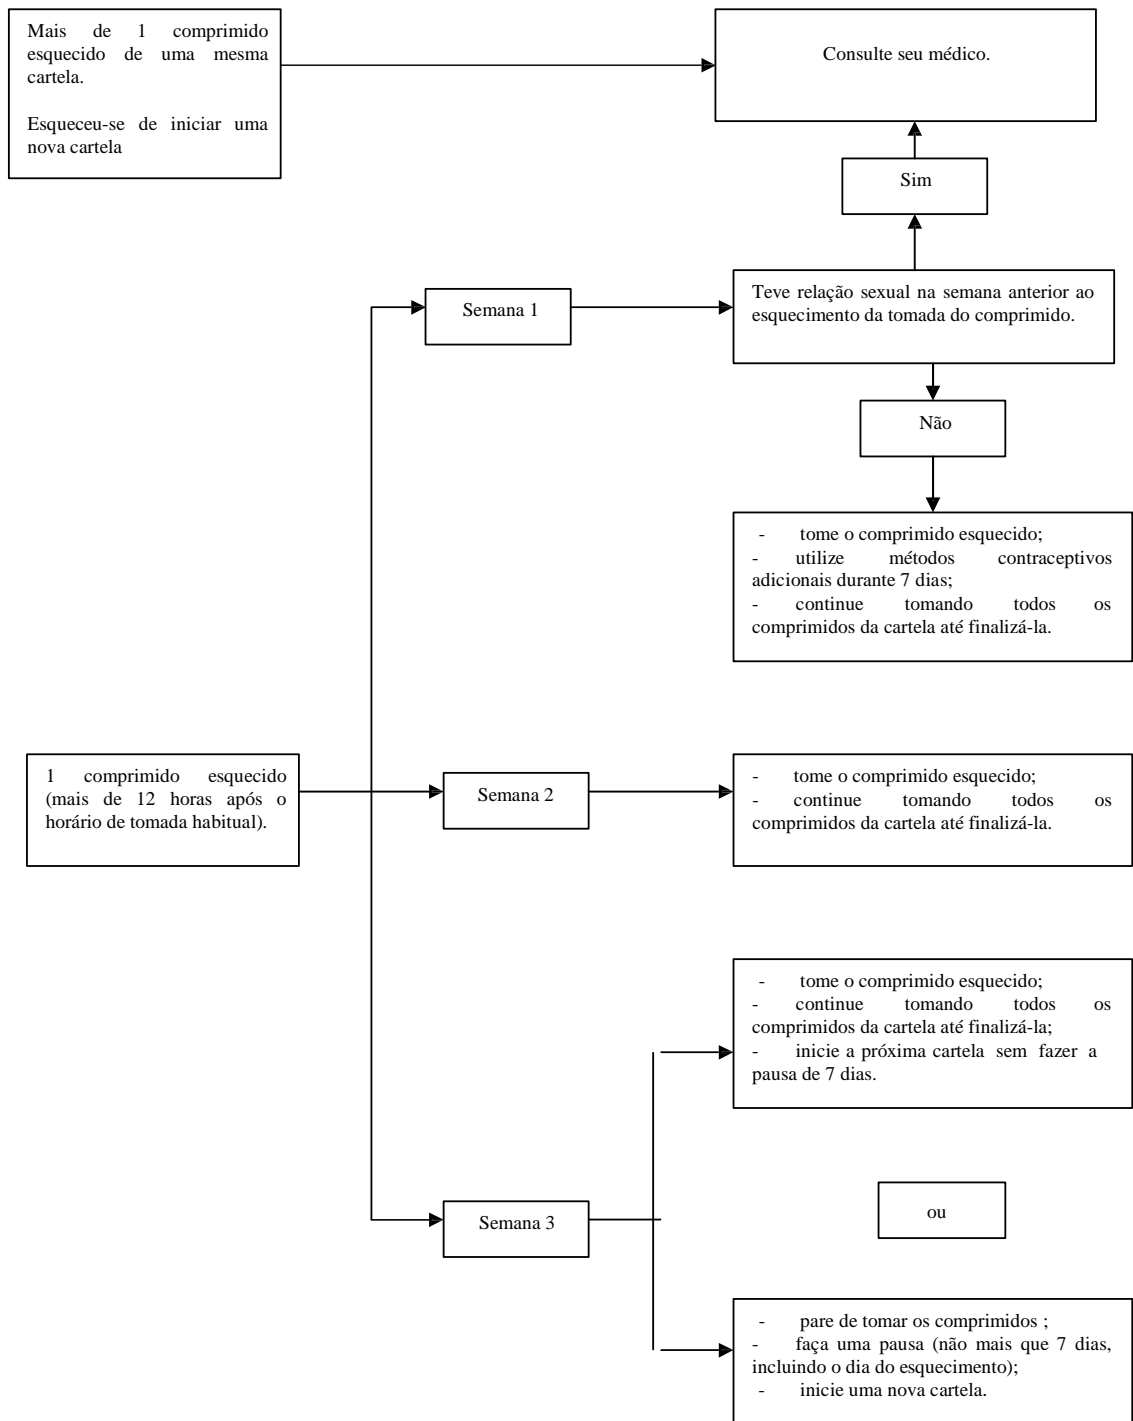 Mais de 1 comprimido
esquecido de uma mesma
cartela.
Esqueceu-se de iniciar uma
nova cartela
Consulte seu médico.
Sim
Semana 1
Teve relação sexual na semana anterior ao
esquecimento da tomada do comprimido.
Não
- tome o comprimido esquecido;
- utilize métodos contraceptivos
adicionais durante 7 dias;
- continue tomando todos os
comprimidos da cartela até finalizá-la.
1 comprimido esquecido
(mais de 12 horas após o
horário de tomada habitual).
Semana 2
- tome o comprimido esquecido;
- continue tomando todos os
comprimidos da cartela até finalizá-la.
Semana 3
- tome o comprimido esquecido;
- continue tomando todos os
comprimidos da cartela até finalizá-la;
- inicie a próxima cartela sem fazer a
pausa de 7 dias.
ou
- pare de tomar os comprimidos ;
- faça uma pausa (não mais que 7 dias,
incluindo o dia do esquecimento);
- inicie uma nova cartela.